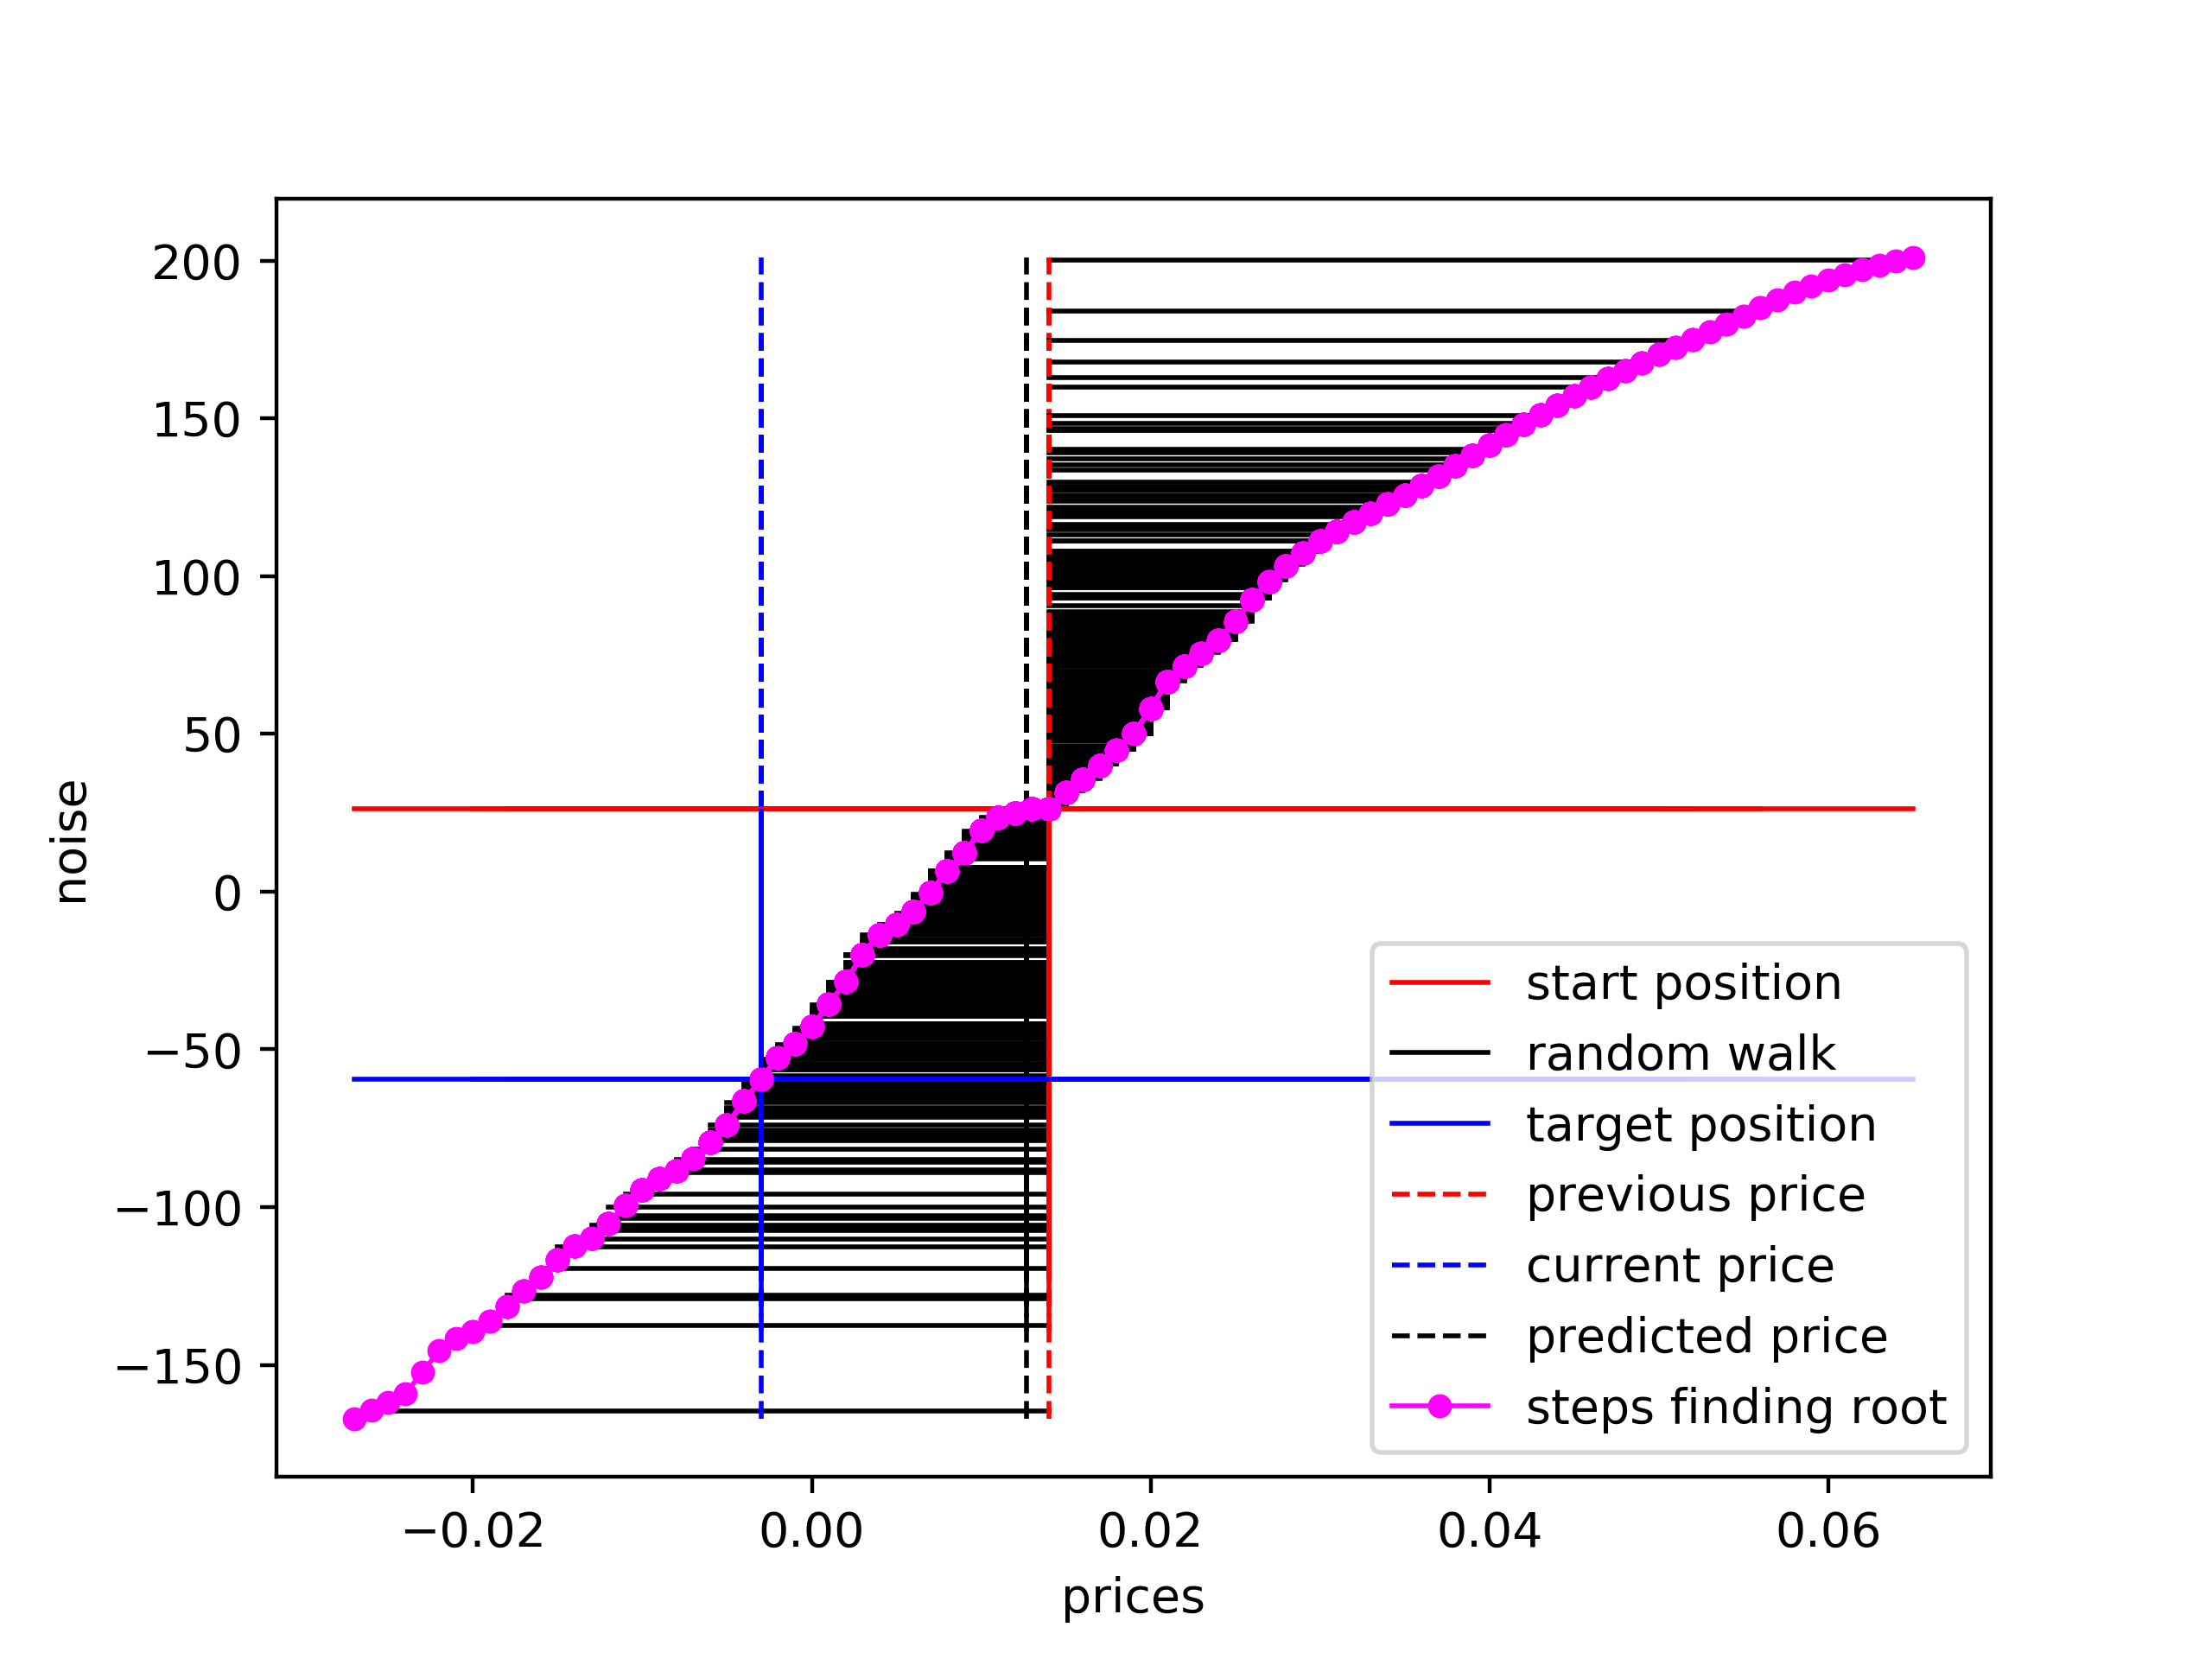 200
150
100
50
0
−50
−100
−150
noise
−0.02 0.00 0.02 0.04 0.06
prices
start position
random walk
target position
previous price
current price
predicted price
steps finding root